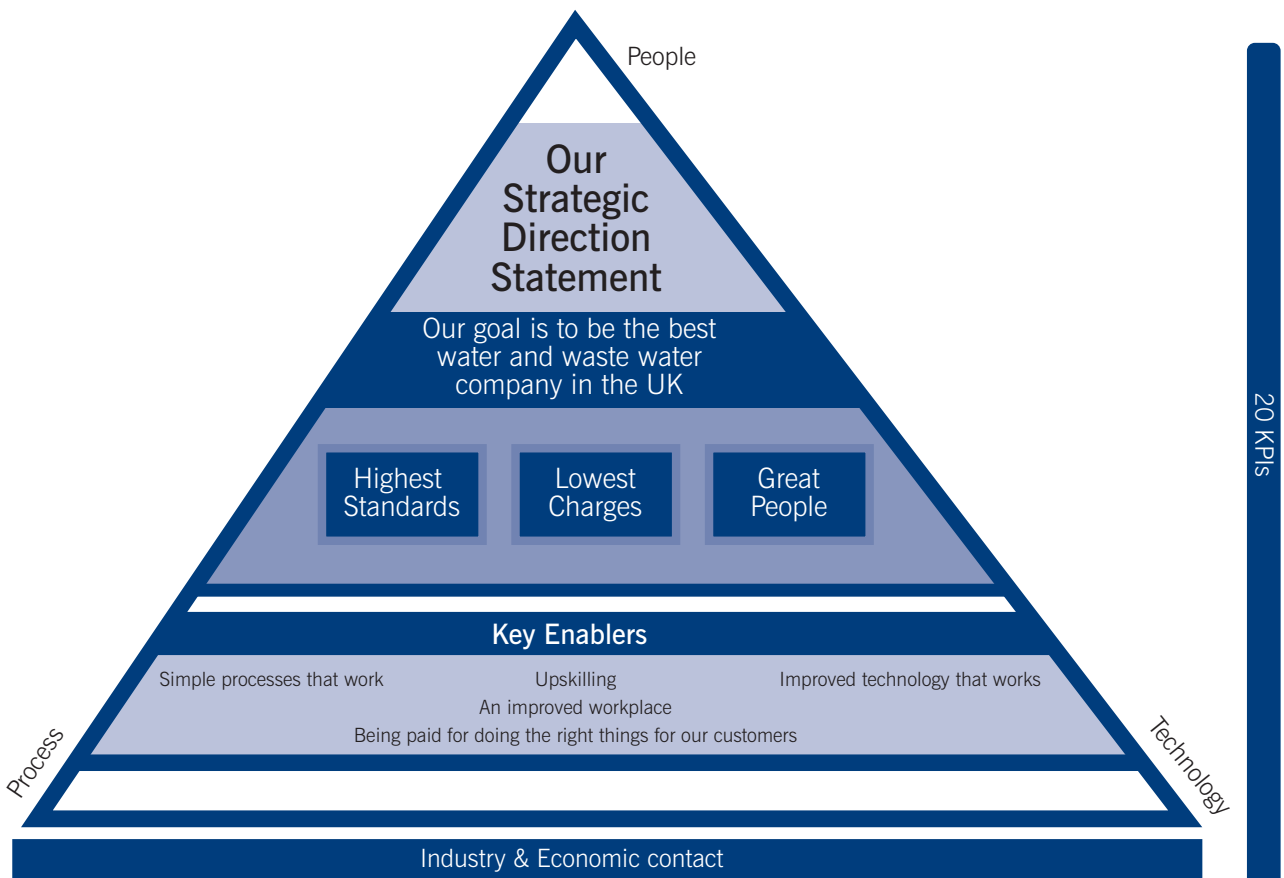 People
Our
Strategic
Direction
Statement
Our goal is to be the best
water and waste water
company in the UK
Highest
Standards
Lowest
Charges
Great
People
Key Enablers
Simple processes that work
Upskilling
Improved technology that works
An improved workplace
Being paid for doing the right things for our customers
Process
Technology
Industry & Economic contact
20 KPIs